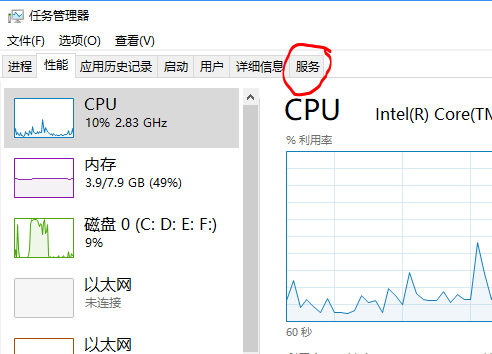 任务管理器
文件(F) 选项(O) 查看(V)
进程 性能 应用历史记录 启动 用户 详细信息 服务
CPU
10% 2.83 GHz
内存
3.9/7.9 GB (49%)
磁盘 0 (C: D: E: F:)
9%
以太网
未连接
以太网
CPU Intel(R) Core(TM
% 利用率
60 秒